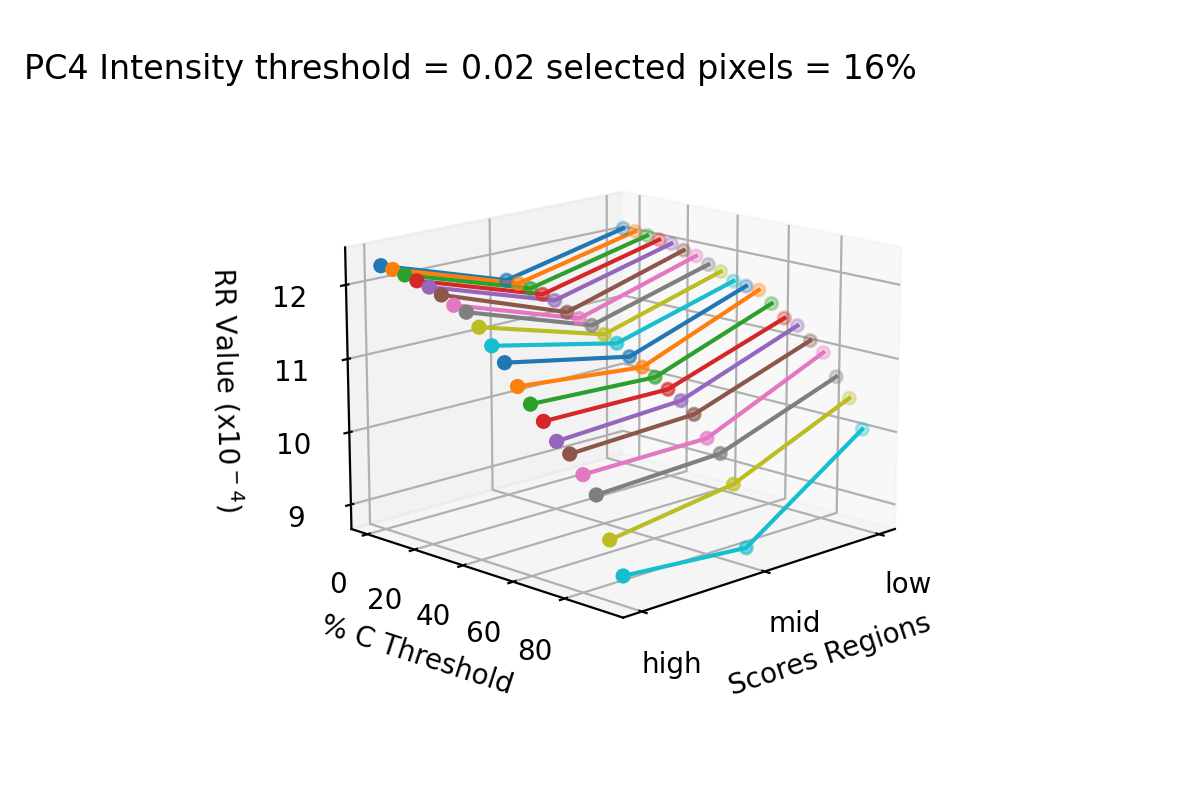 PC4 Intensity threshold = 0.02 selected pixels = 16%
RR Value (x10⁻⁴)
12
11
10
9
0
20
40
60
80
% C Threshold
high
mid
low
Scores Regions